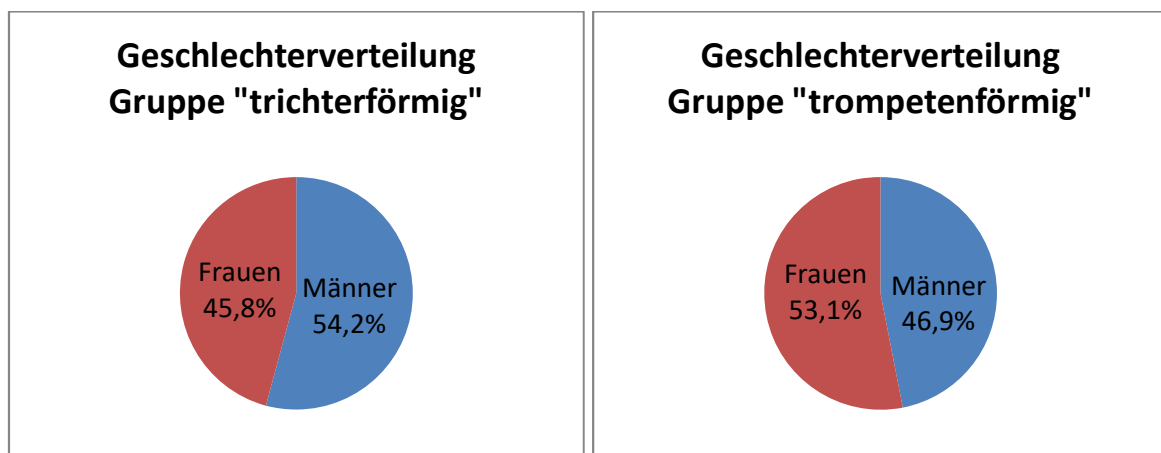 Geschlechterverteilung
Gruppe "trichterförmig"
Frauen
45,8%
Männer
54,2%
Geschlechterverteilung
Gruppe "trompetenförmig"
Frauen
53,1%
Männer
46,9%